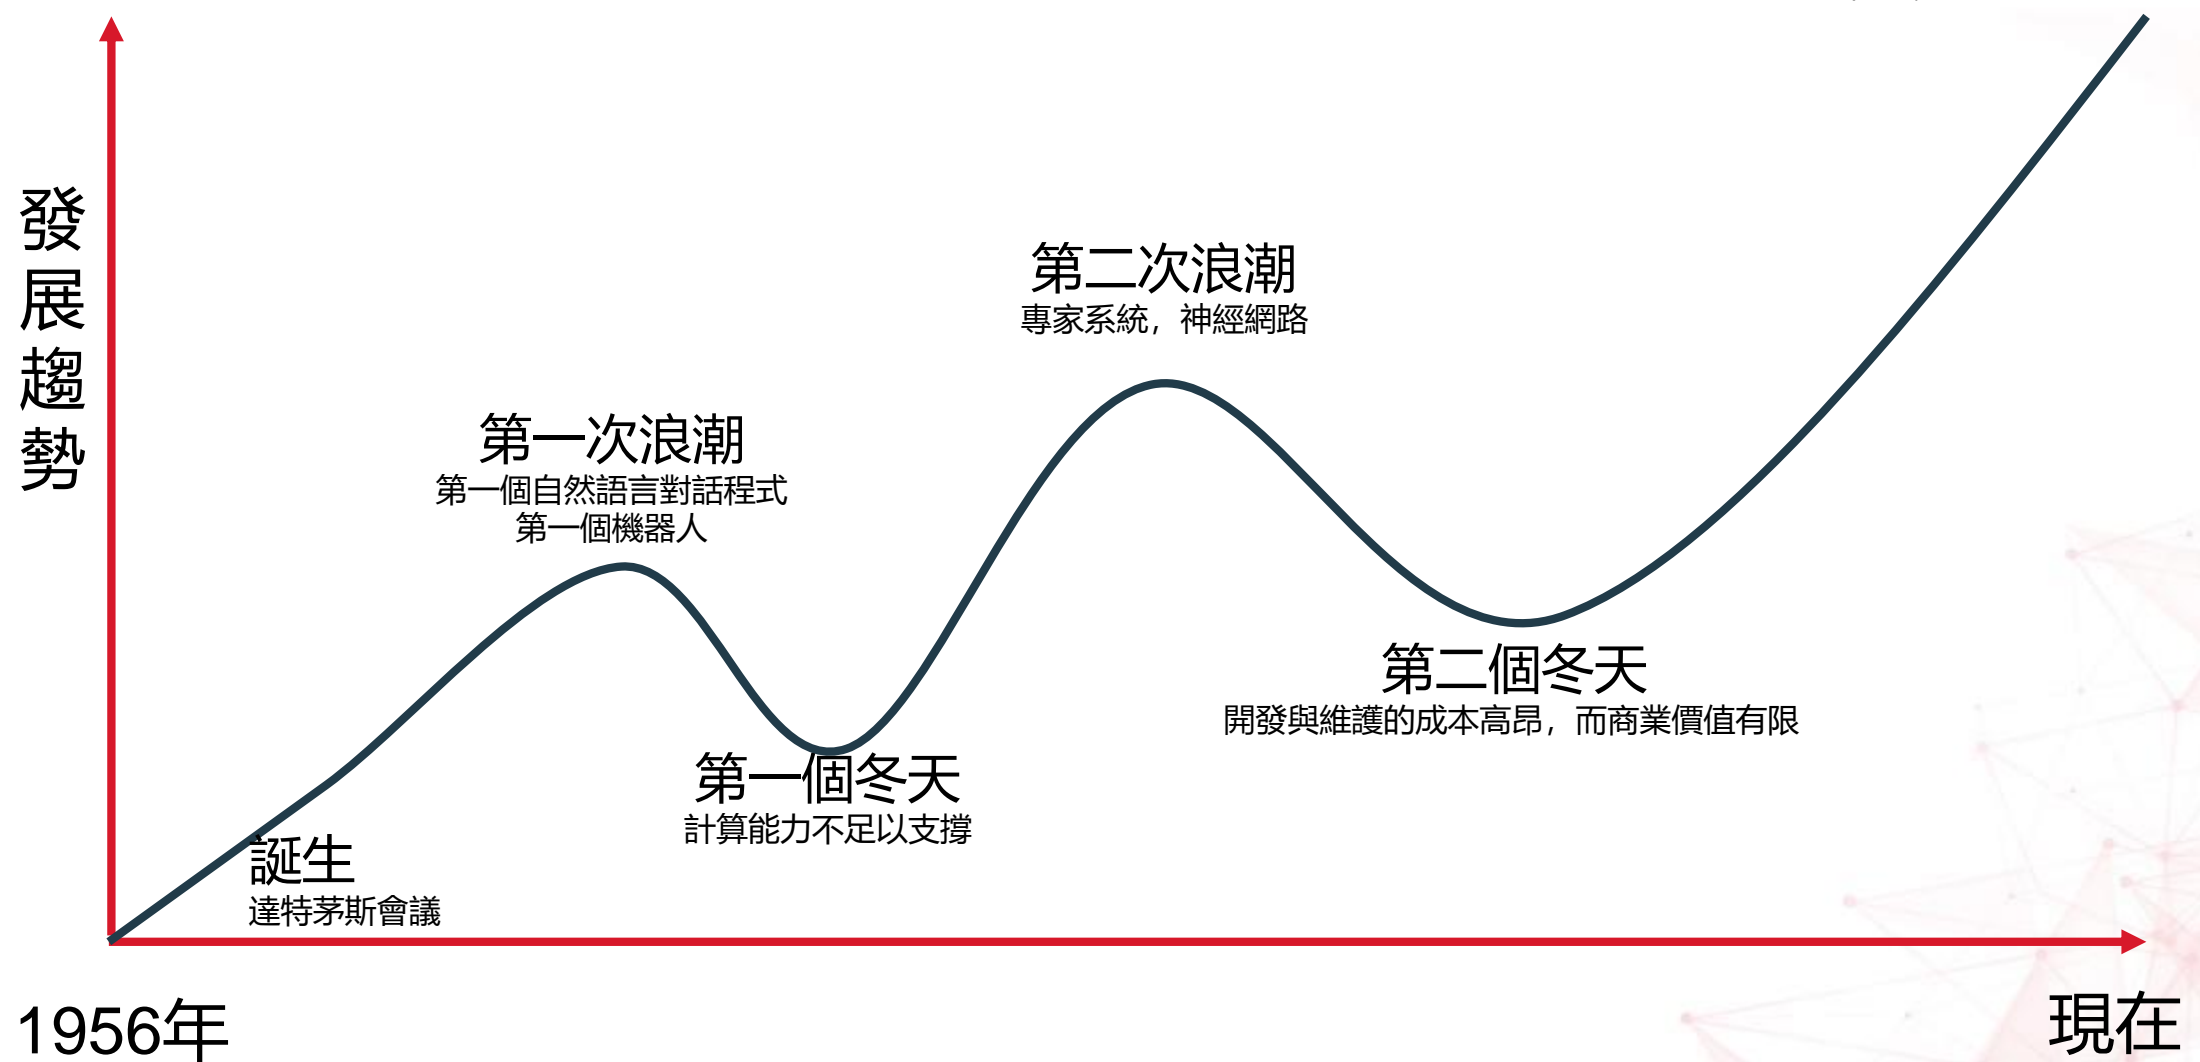 發展趨勢
第二次浪潮
專家系統，神經網路
第一次浪潮
第一個自然語言對話程式
第一個機器人
第二個冬天
開發與維護的成本高昂，而商業價值有限
第一個冬天
計算能力不足以支撐
誕生
達特茅斯會議
1956年
現在